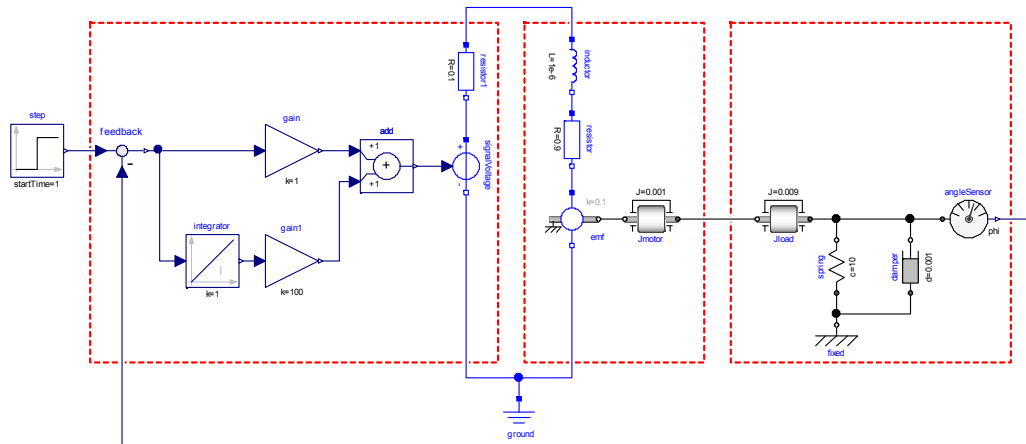 step
startTime=1
feedback
-
gain
k=1
integrator
I
k=1
gain1
k=100
add
+1
+
+1
resistor1
R=0.1
signalVoltage
+
-
ground
inductor
L=1e-6
resistor
R=0.9
k=0.1
emf
J=0.001
Jmotor
J=0.009
Jload
spring
c=10
damper
d=0.001
fixed
angleSensor
phi